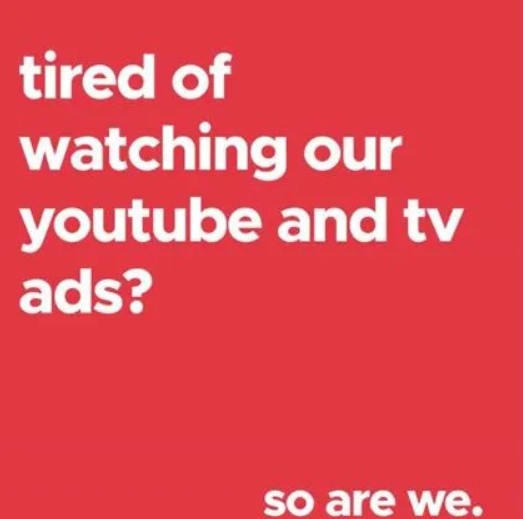 tired of
watching our
youtube and tv
ads?
so are we.